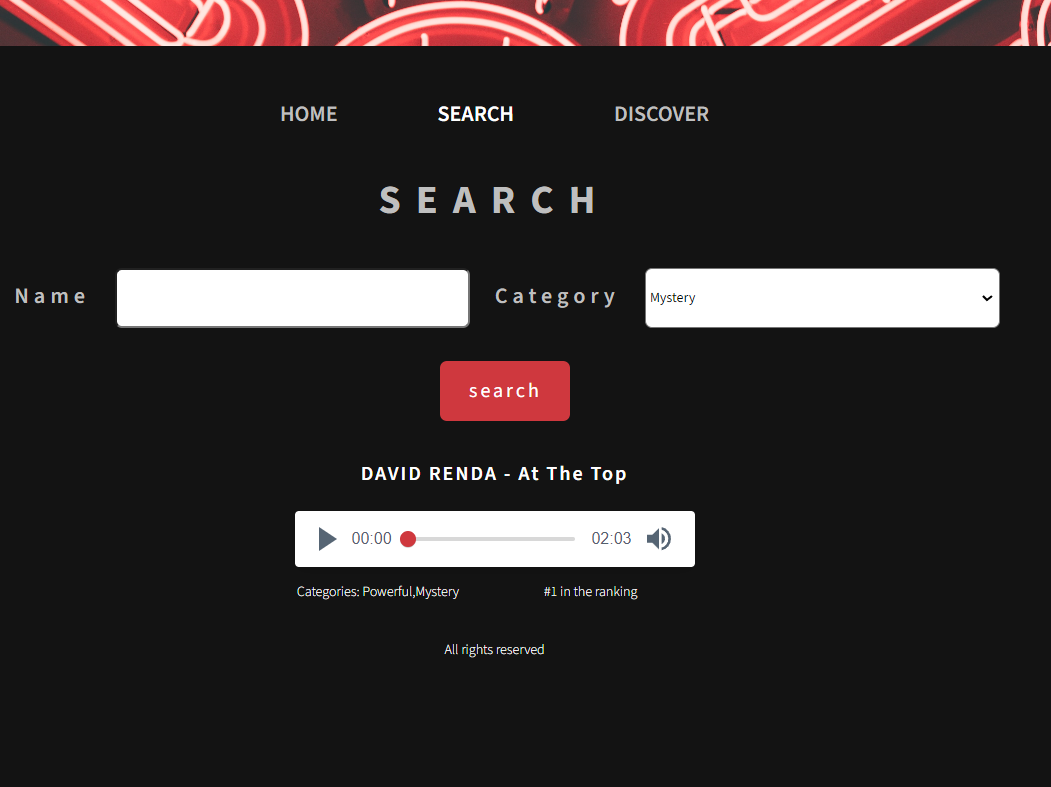 HOME SEARCH DISCOVER
SEARCH
Name Category Mystery
search
DAVID RENDA - At The Top
00:00 02:03
Categories: Powerful,Mystery #1 in the ranking
All rights reserved